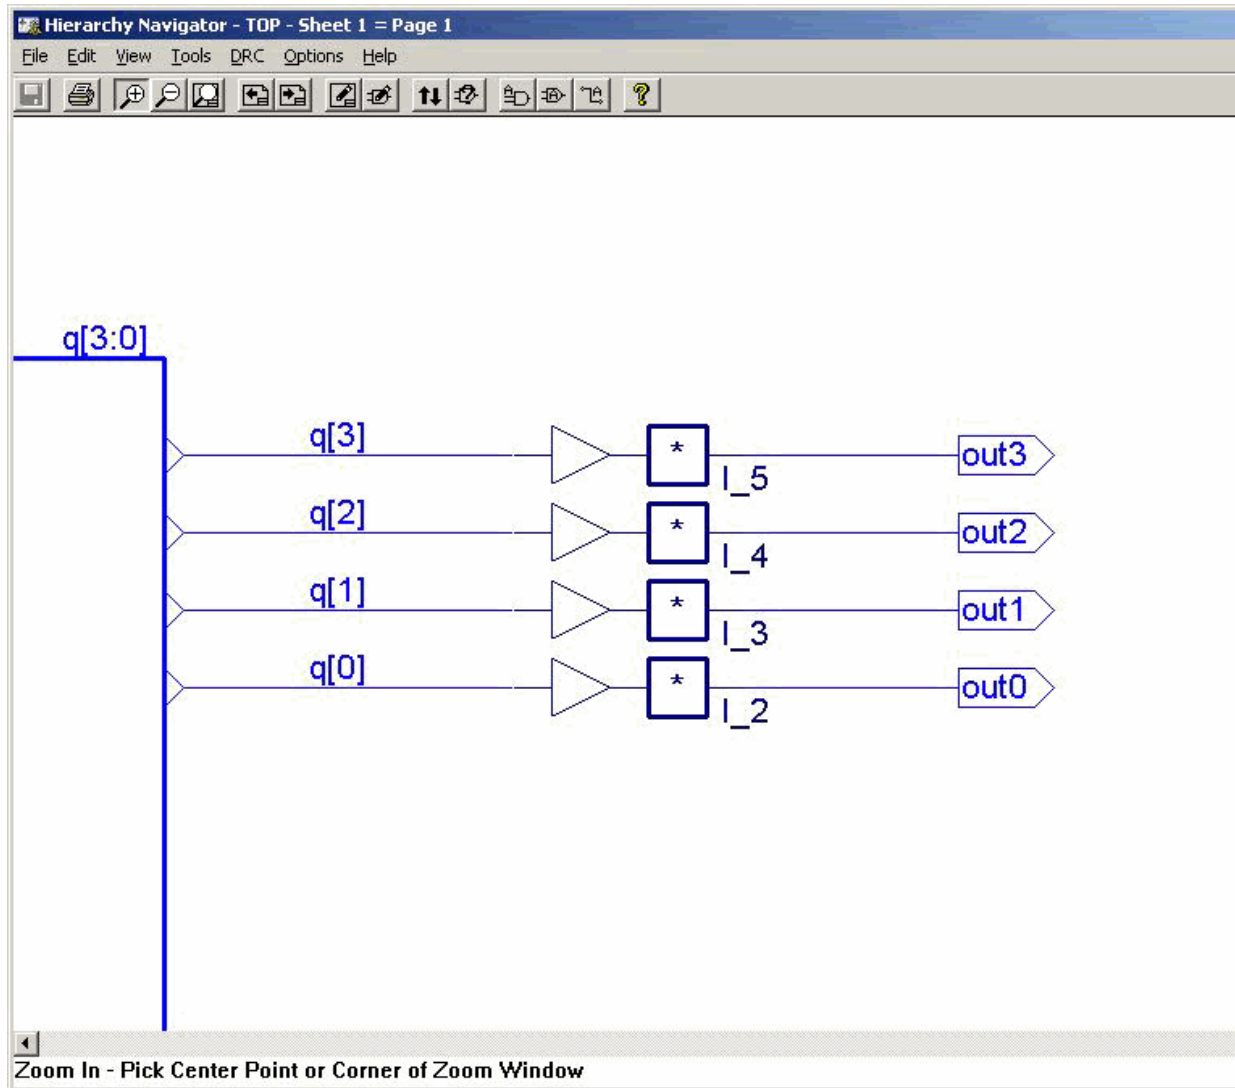 Hierarchy Navigator - TOP - Sheet 1 = Page 1
File Edit View Tools DRC Options Help
q[3:0]
q[3] * out3
I_5
q[2] * out2
I_4
q[1] * out1
I_3
q[0] * out0
I_2
Zoom In - Pick Center Point or Corner of Zoom Window